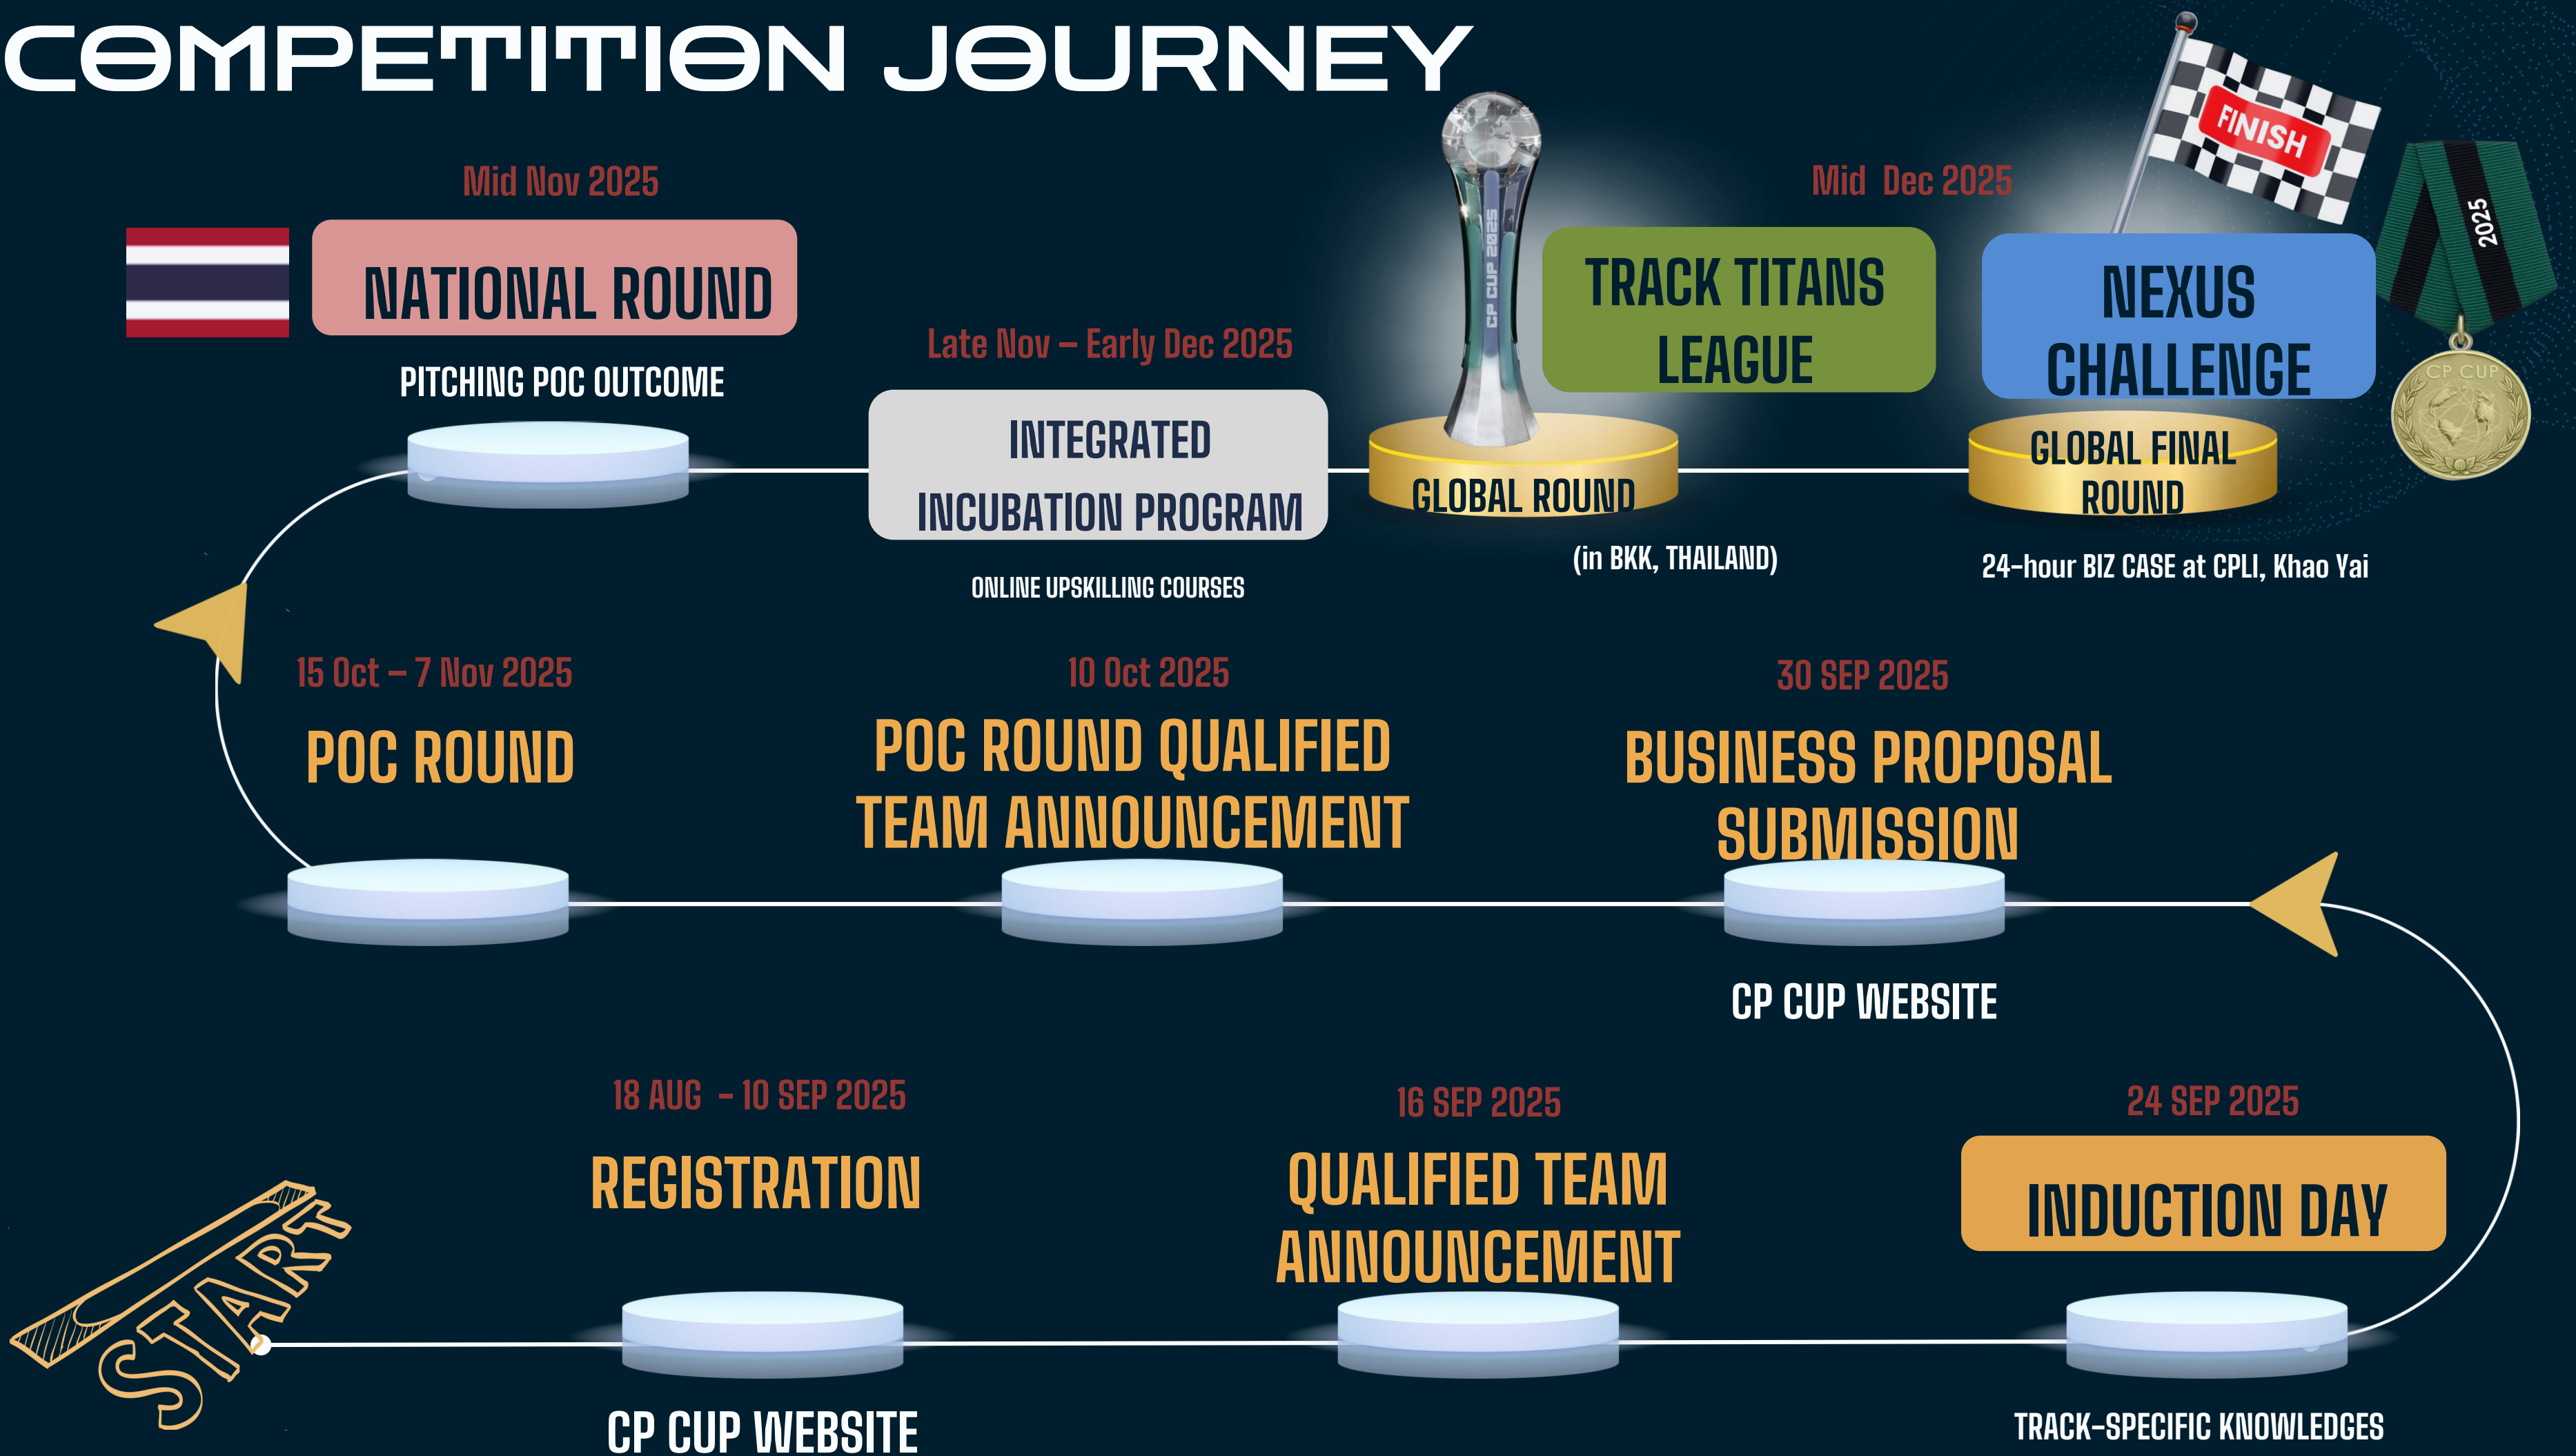 COMPETITION JOURNEY
FINISH
2025
Mid Nov 2025
NATIONAL ROUND
PITCHING POC OUTCOME
Late Nov – Early Dec 2025
INTEGRATED
INCUBATION PROGRAM
ONLINE UPSKILLING COURSES
CP CUP 2025
Mid Dec 2025
TRACK TITANS
LEAGUE
GLOBAL ROUND
(in BKK, THAILAND)
NEXUS
CHALLENGE
CP CUP
GLOBAL FINAL
ROUND
24-hour BIZ CASE at CPLI, Khao Yai
15 Oct – 7 Nov 2025
POC ROUND
10 Oct 2025
POC ROUND QUALIFIED
TEAM ANNOUNCEMENT
30 SEP 2025
BUSINESS PROPOSAL
SUBMISSION
CP CUP WEBSITE
START
18 AUG - 10 SEP 2025
REGISTRATION
CP CUP WEBSITE
16 SEP 2025
QUALIFIED TEAM
ANNOUNCEMENT
24 SEP 2025
INDUCTION DAY
TRACK-SPECIFIC KNOWLEDGES